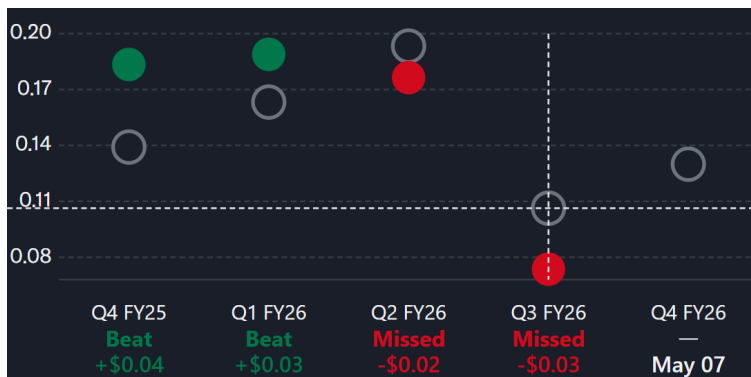 0.20
0.17
0.14
0.11
0.08
Q4 FY25 Q1 FY26 Q2 FY26 Q3 FY26 Q4 FY26
Beat Beat Missed Missed —
+$0.04 +$0.03 -$0.02 -$0.03 May 07